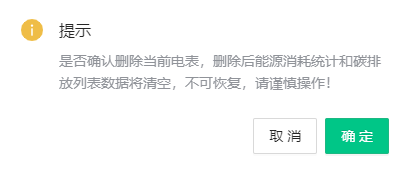 提示
是否确认删除当前电表，删除后能源消耗统计和碳排
放列表数据将清空，不可恢复，请谨慎操作！
取消
确定